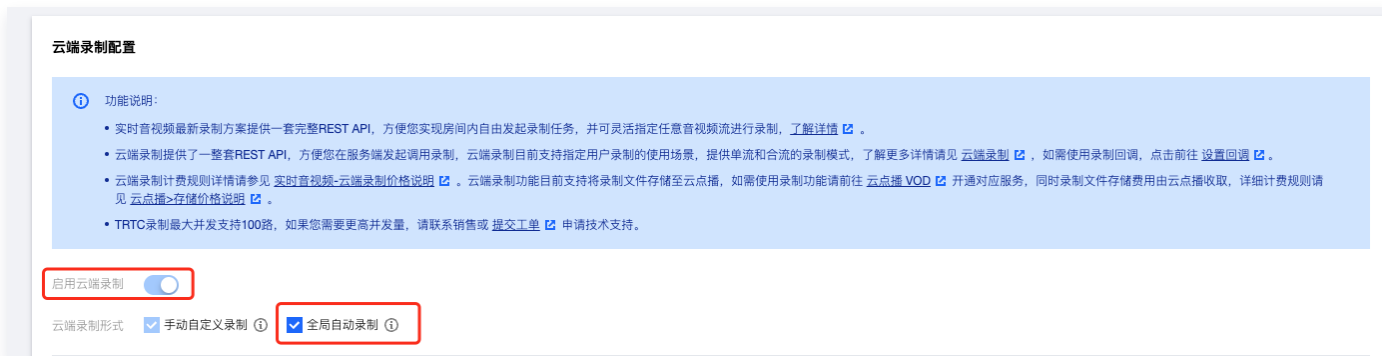 云端录制配置
功能说明：
• 实时音视频最新录制方案提供一套完整REST API，方便您实现房间内自由发起录制任务，并可灵活指定任意音视频流进行录制，了解详情 。
• 云端录制提供了一整套REST API，方便您在服务端发起调用录制，云端录制目前支持指定用户录制的使用场景，提供单流和合流的录制模式，了解更多详情请见 云端录制 ，如需使用录制回调，点击前往 设置回调 。
• 云端录制计费规则详情请参见 实时音视频-云端录制价格说明 。云端录制功能目前支持将录制文件存储至云点播，如需使用录制功能请前往 云点播 VOD 开通对应服务，同时录制文件存储费用由云点播收取，详细计费规则请
见 云点播>存储价格说明 。
• TRTC录制最大并发支持100路，如果您需要更高并发量，请联系销售或 提交工单 申请技术支持。
启用云端录制
云端录制形式 手动自定义录制 全局自动录制